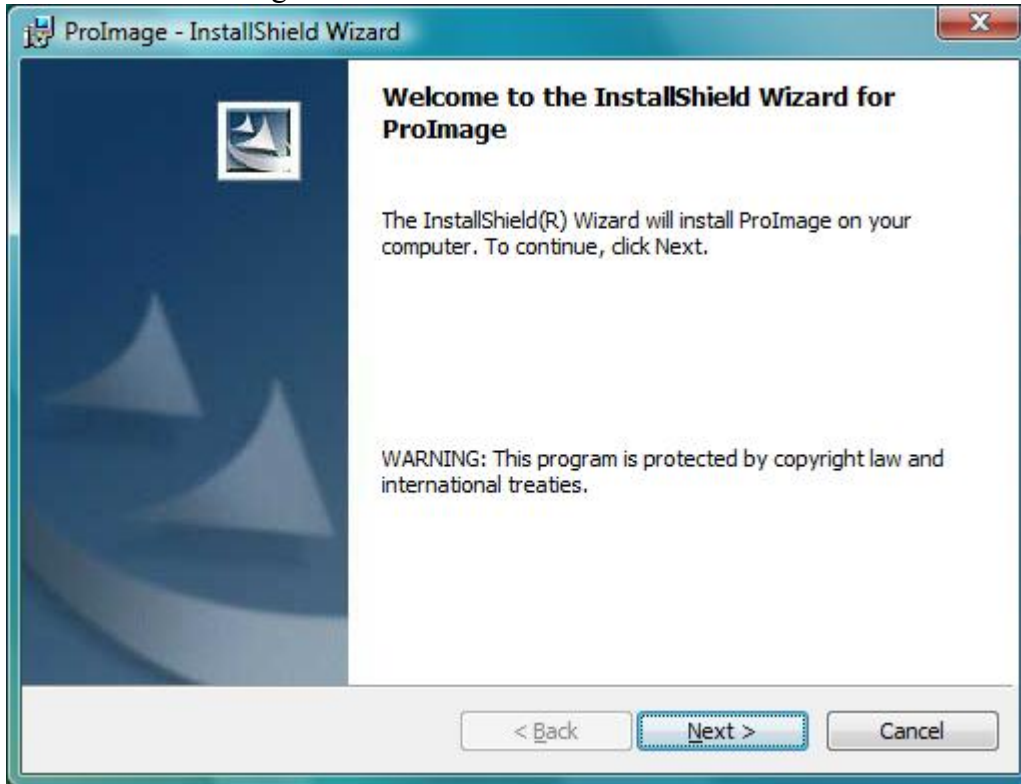 ProImage - InstallShield Wizard
Welcome to the InstallShield Wizard for
ProImage
The InstallShield(R) Wizard will install ProImage on your
computer. To continue, click Next.
WARNING: This program is protected by copyright law and
international treaties.
< Back Next > Cancel